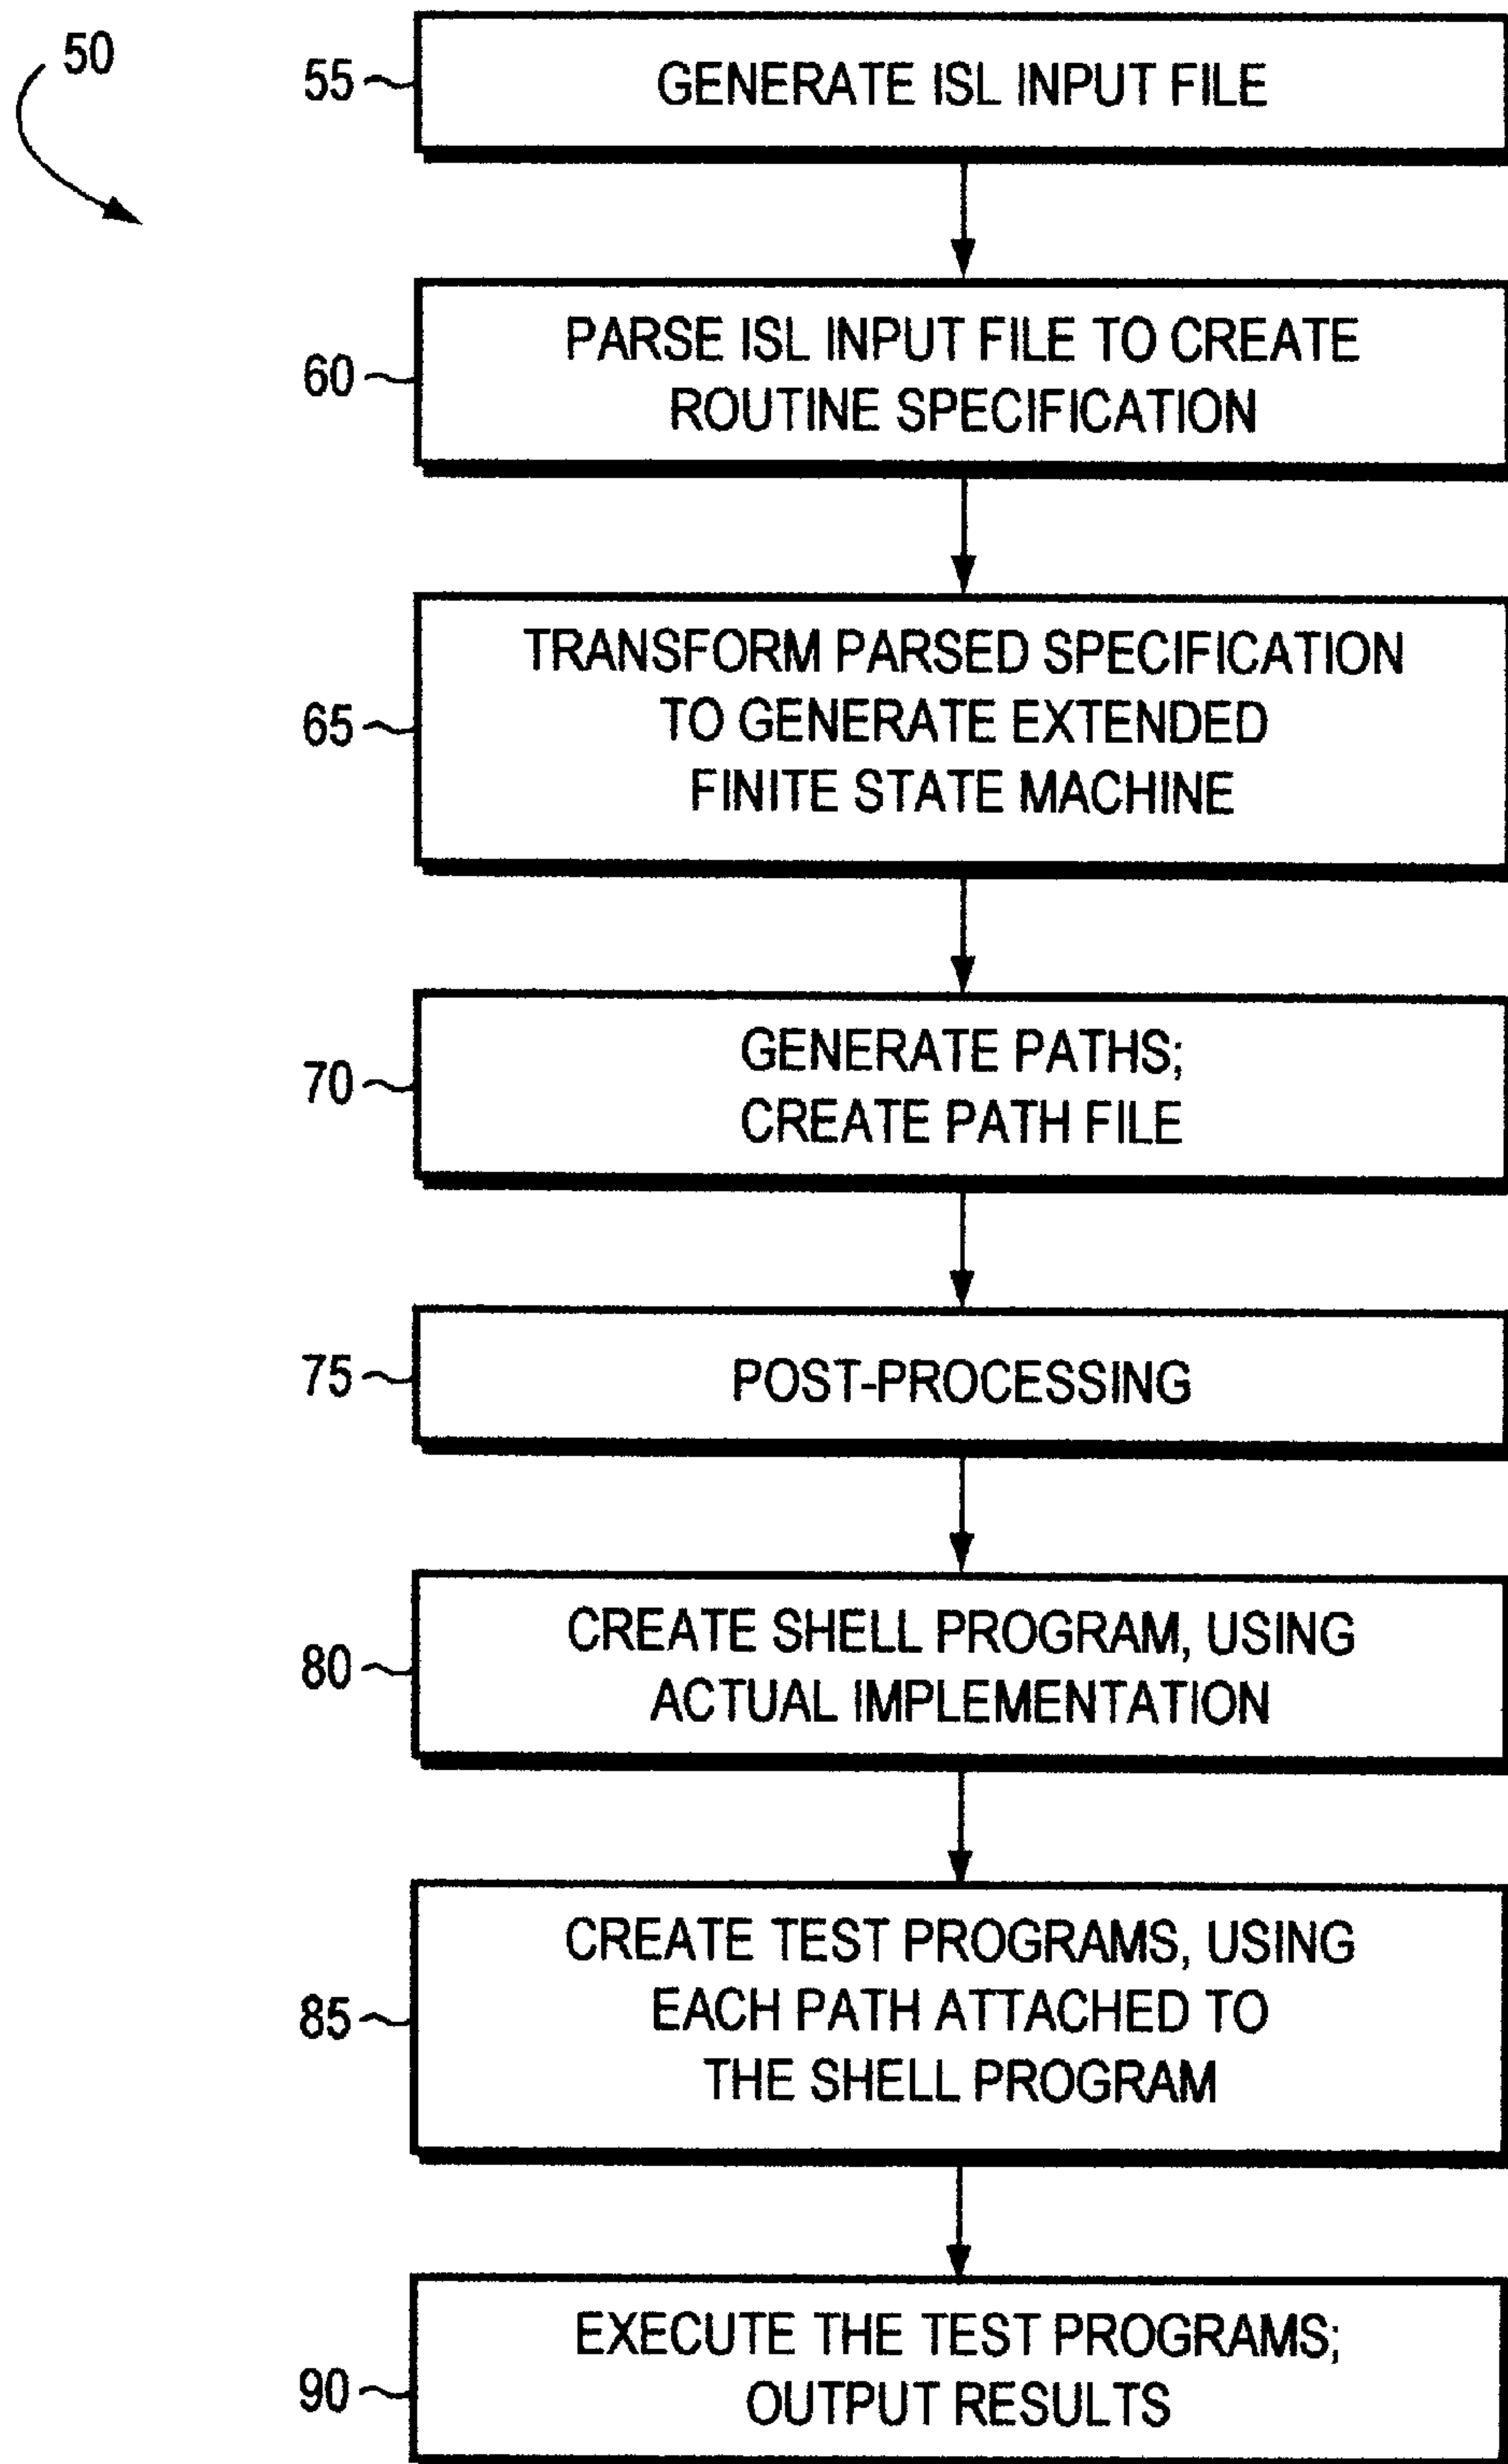 50
55
GENERATE ISL INPUT FILE
60
PARSE ISL INPUT FILE TO CREATE
ROUTINE SPECIFICATION
65
TRANSFORM PARSED SPECIFICATION
TO GENERATE EXTENDED
FINITE STATE MACHINE
70
GENERATE PATHS;
CREATE PATH FILE
75
POST-PROCESSING
80
CREATE SHELL PROGRAM, USING
ACTUAL IMPLEMENTATION
85
CREATE TEST PROGRAMS, USING
EACH PATH ATTACHED TO
THE SHELL PROGRAM
90
EXECUTE THE TEST PROGRAMS;
OUTPUT RESULTS